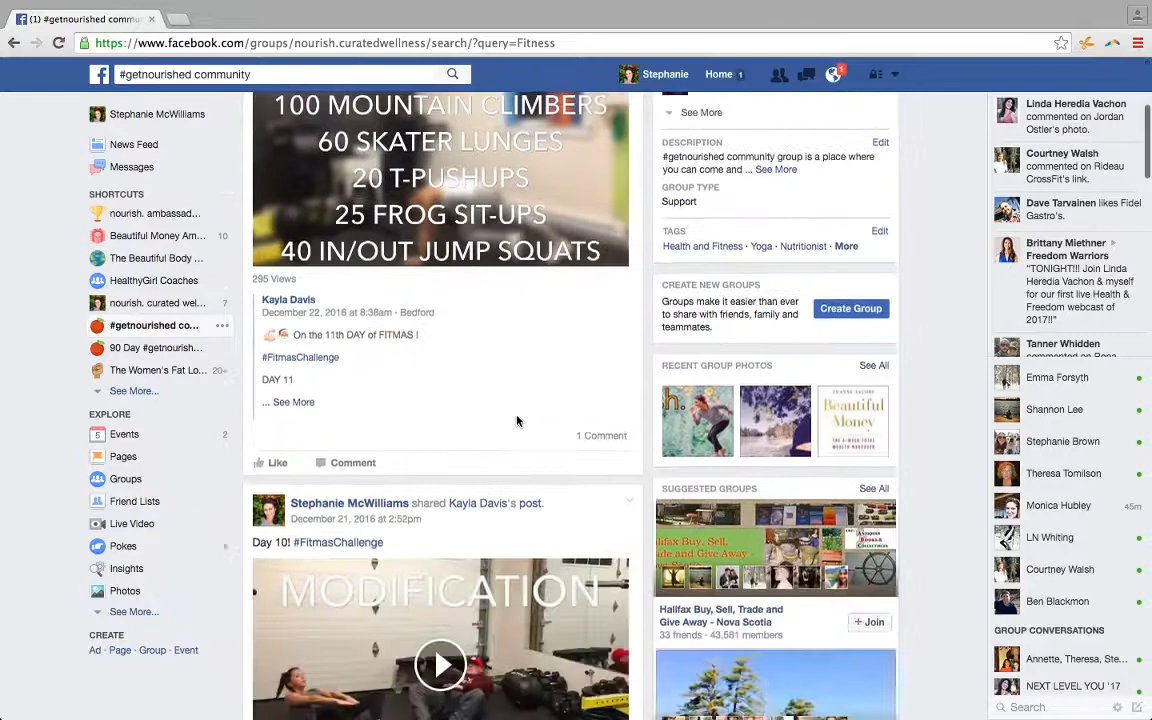 (1) #getnourished commu
https://www.facebook.com/groups/nourish.curatedwellness/search/?query=Fitness
#getnourished community
Stephanie
Home 1
1
Stephanie McWilliams
News Feed
Messages
SHORTCUTS
nourish. ambassad...
Beautiful Money Am... 10
The Beautiful Body ...
HealthyGirl Coaches
nourish. curated wel... 7
#getnourished co...
90 Day #getnourish...
The Women's Fat Lo... 20+
See More...
EXPLORE
Events 2
Pages
Groups
Friend Lists
Live Video
Pokes
Insights
Photos
See More...
CREATE
Ad · Page · Group · Event
100 MOUNTAIN CLIMBERS
60 SKATER LUNGES
20 T-PUSHUPS
25 FROG SIT-UPS
40 IN/OUT JUMP SQUATS
295 Views
Kayla Davis
December 22, 2016 at 8:38am · Bedford
On the 11th DAY of FITMAS !
#FitmasChallenge
DAY 11
... See More
1 Comment
Like Comment
Stephanie McWilliams shared Kayla Davis's post.
December 21, 2016 at 2:52pm
Day 10! #FitmasChallenge
MODIFICATION
See More
DESCRIPTION Edit
#getnourished community group is a place where
you can come and ... See More
GROUP TYPE
Support
TAGS Edit
Health and Fitness · Yoga · Nutritionist · More
CREATE NEW GROUPS
Groups make it easier than ever
to share with friends, family and
teammates.
Create Group
RECENT GROUP PHOTOS See All
h.
Beautiful
Money
SUGGESTED GROUPS See All
alifax Buy, Sell,
ade and Give Away -
Halifax Buy, Sell, Trade and
Give Away - Nova Scotia
33 friends · 43,581 members
+ Join
Linda Heredia Vachon
commented on Jordan
Ostler's photo.
Courtney Walsh
commented on Rideau
CrossFit's link.
Dave Tarvainen likes Fidel
Gastro's.
Brittany Miethner
Freedom Warriors
"TONIGHT!!! Join Linda
Heredia Vachon & myself
for our first live Health &
Freedom webcast of
2017!!"
Tanner Whidden
Emma Forsyth
Shannon Lee
Stephanie Brown
Theresa Tomilson
Monica Hubley 45m
LN Whiting
Courtney Walsh
Ben Blackmon
GROUP CONVERSATIONS
Annette, Theresa, Ste...
NEXT LEVEL YOU '17
Search